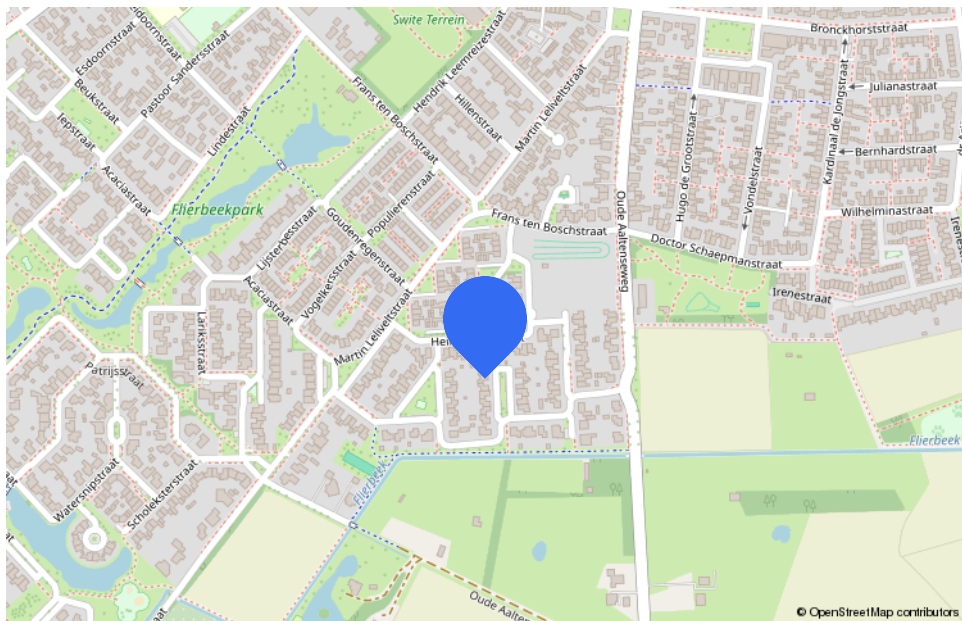 Swite Terrein
Bronckhorststraat
Esdoornstraat
Pastoor Sandersstraat
Beukstraat
Iepstraat
Lindestraat
Acaciastraat
Frans ten Boschstraat
Hendrik Leemreizestraat
Hillenstraat
Martin Leliveltstraat
Julianastraat
Kardinaal de Jongstraat
Bernhardstraat
Hugo de Grootstraat
Vondelstraat
Wilhelminastraat
Flierbeekpark
Populierenstraat
Goudenregenstraat
Lijsterbesstraat
Vogelkersstraat
Acaciastraat
Frans ten Boschstraat
Oude Aaltenseweg
Doctor Schaepmanstraat
Irenestraat
Lariksstraat
Martin Leliveltstraat
Patrijsstraat
Watersnipstraat
Scholeksterstraat
Flierbeek
Flierbeek
Oude Aalten
© OpenStreetMap contributors